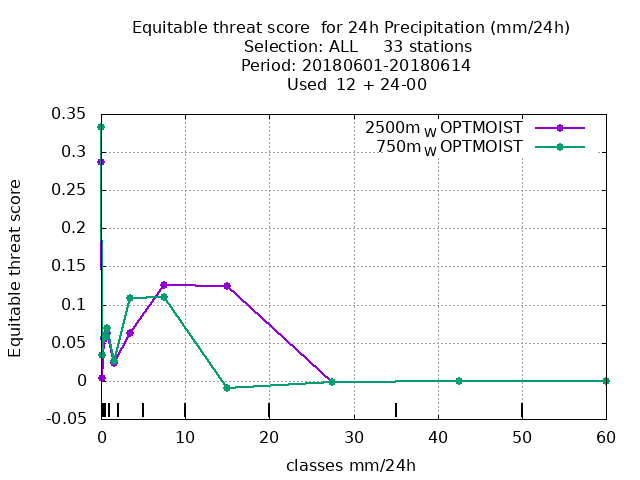 Equitable threat score for 24h Precipitation (mm/24h)
Selection: ALL 33 stations
Period: 20180601-20180614
Used 12 + 24-00
0.35
0.3
0.25
0.2
0.15
0.1
0.05
0
-0.05
Equitable threat score
2500m W OPTMOIST
750m W OPTMOIST
0 10 20 30 40 50 60
classes mm/24h